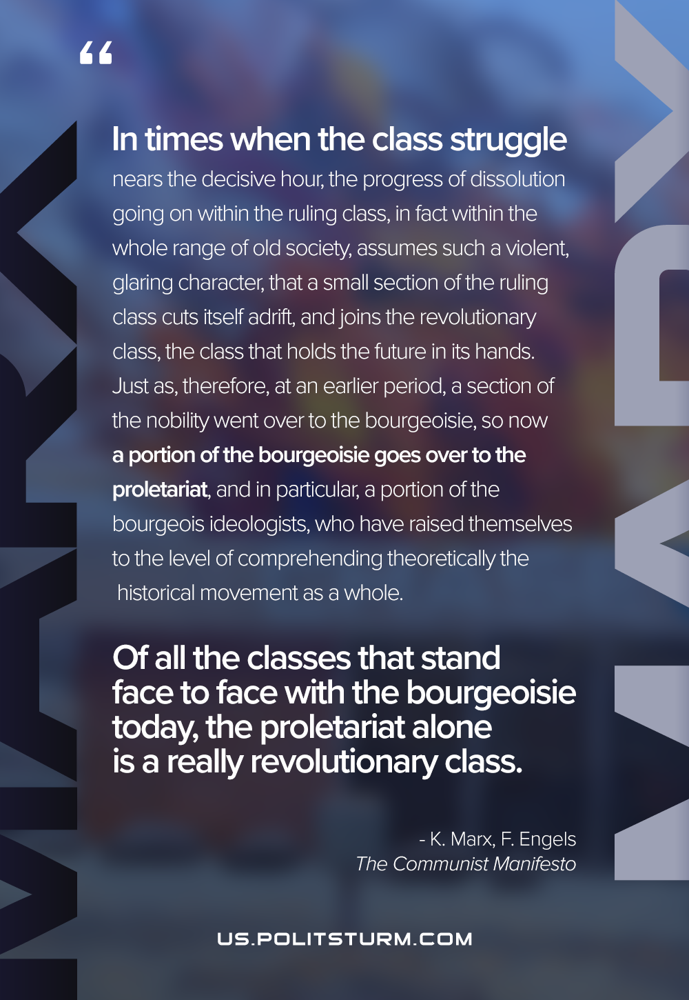 “
In times when the class struggle
nears the decisive hour, the progress of dissolution
going on within the ruling class, in fact within the
whole range of old society, assumes such a violent,
glaring character, that a small section of the ruling
class cuts itself adrift, and joins the revolutionary
class, the class that holds the future in its hands.
Just as, therefore, at an earlier period, a section of
the nobility went over to the bourgeoisie, so now
a portion of the bourgeoisie goes over to the
proletariat, and in particular, a portion of the
bourgeois ideologists, who have raised themselves
to the level of comprehending theoretically the
historical movement as a whole.
Of all the classes that stand
face to face with the bourgeoisie
today, the proletariat alone
is a really revolutionary class.
- K. Marx, F. Engels
The Communist Manifesto
US.POLITSTURM.COM
MARX
MARX